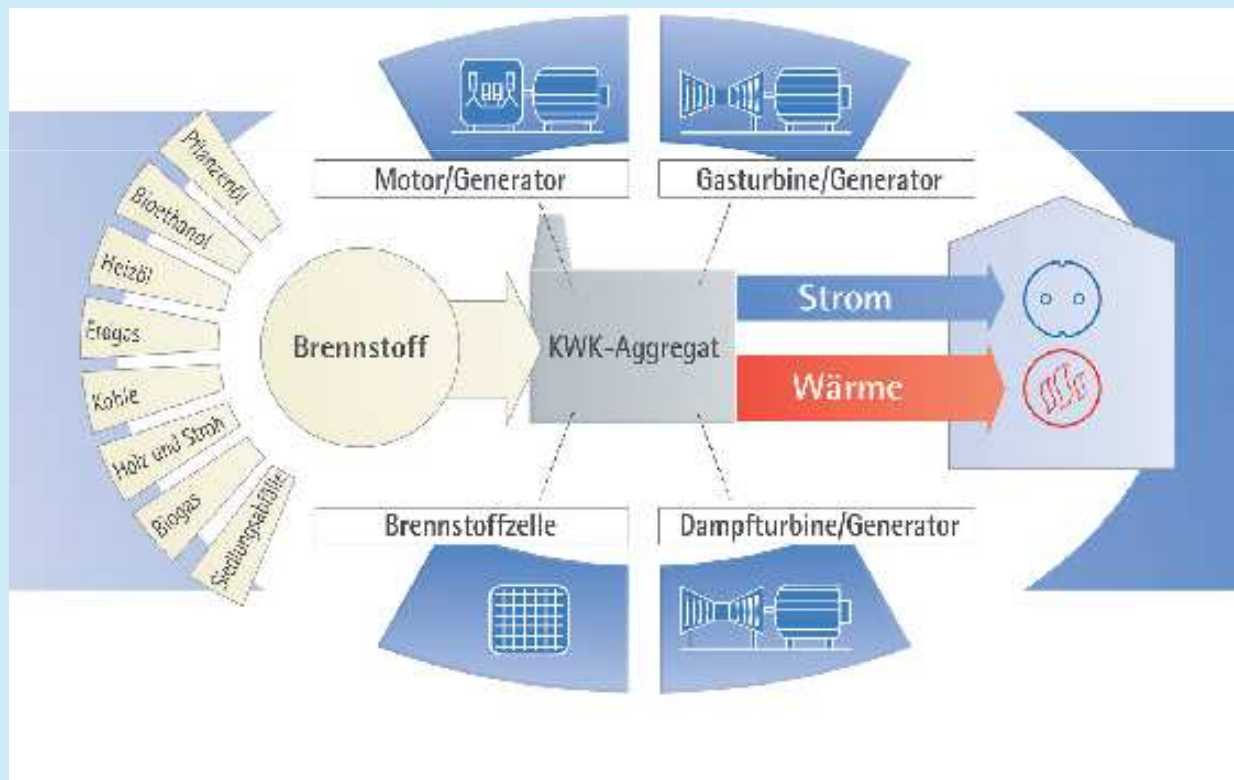 Motor/Generator
Gasturbine/Generator
Pflanzenöl
Bioethanol
Heizöl
Erdgas
Kohle
Holz und Stroh
Biogas
Siedlungsabfälle
Brennstoff
KWK-Aggregat
Strom
Wärme
Brennstoffzelle
Dampfturbine/Generator